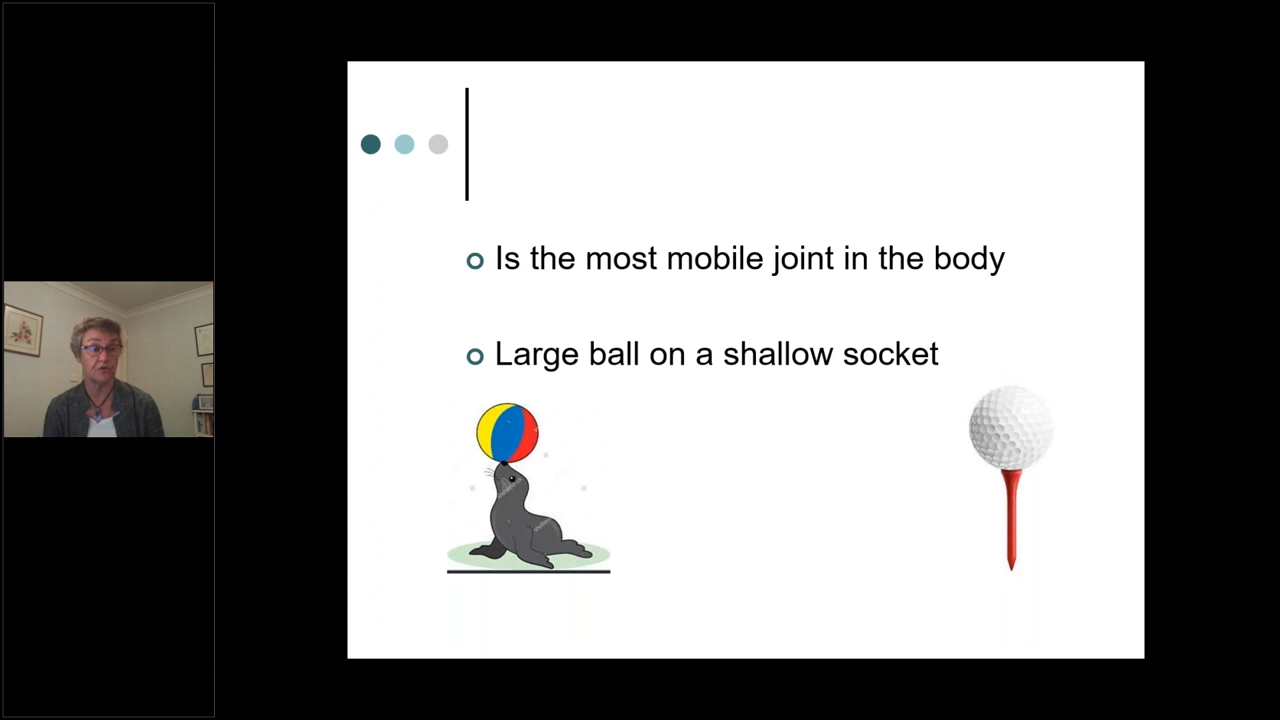 Is the most mobile joint in the body
Large ball on a shallow socket